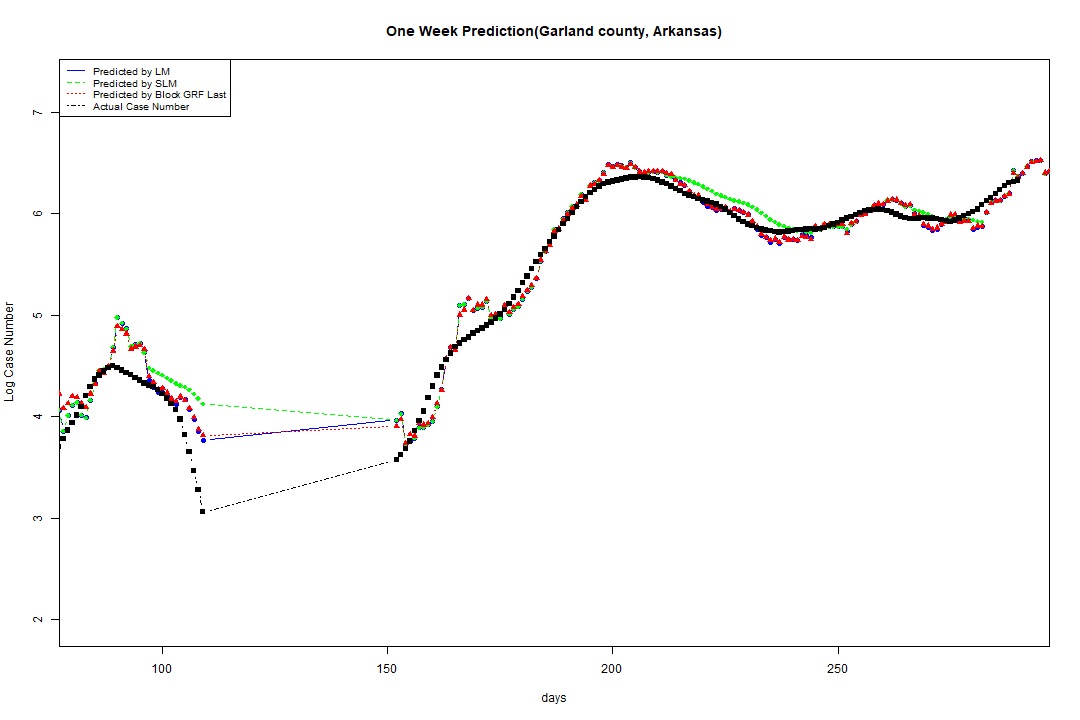 One Week Prediction(Garland county, Arkansas)
Predicted by LM
Predicted by SLM
Predicted by Block GRF Last
Actual Case Number
Log Case Number
7
6
5
4
3
2
100
150
200
250
days